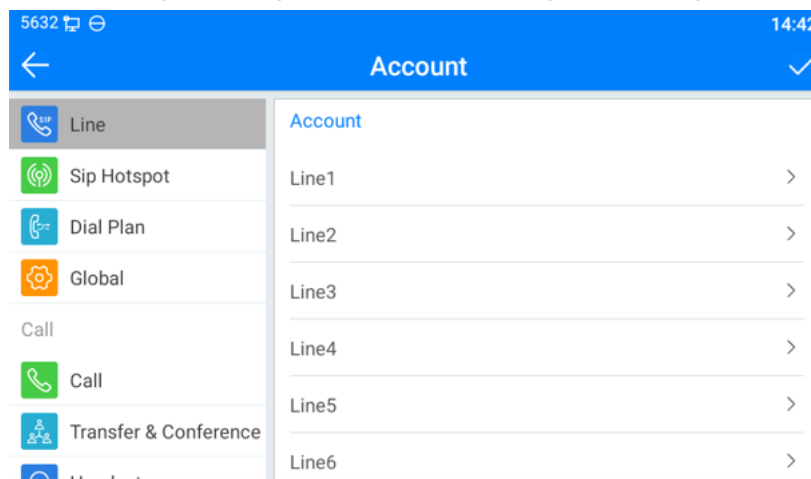 5632
14:42
Account
Line
Sip Hotspot
Dial Plan
Global
Call
Call
Transfer & Conference
Account
Line1
Line2
Line3
Line4
Line5
Line6